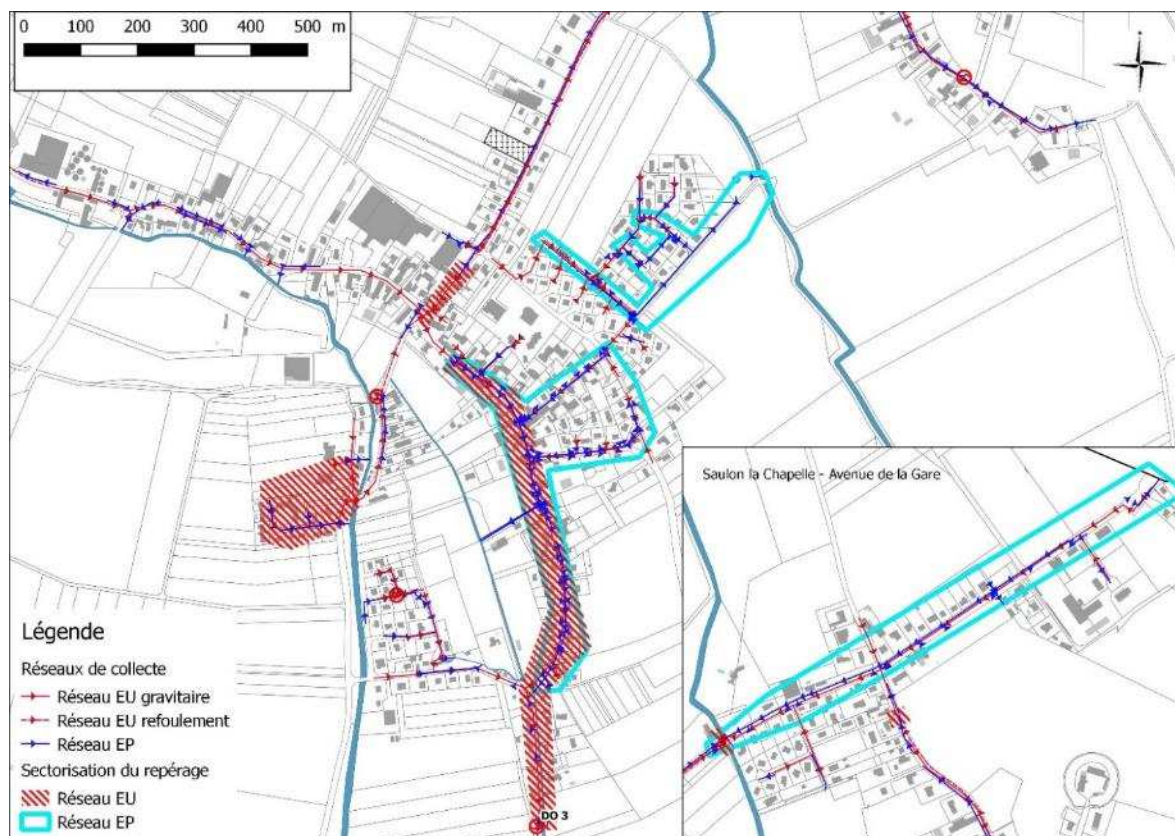 0 100 200 300 400 500 m
Saulon la Chapelle - Avenue de la Gare
Légende
Réseaux de collecte
Réseau EU gravitaire
Réseau EU refoulement
Réseau EP
Sectorisation du repérage
Réseau EU
Réseau EP
DO 3